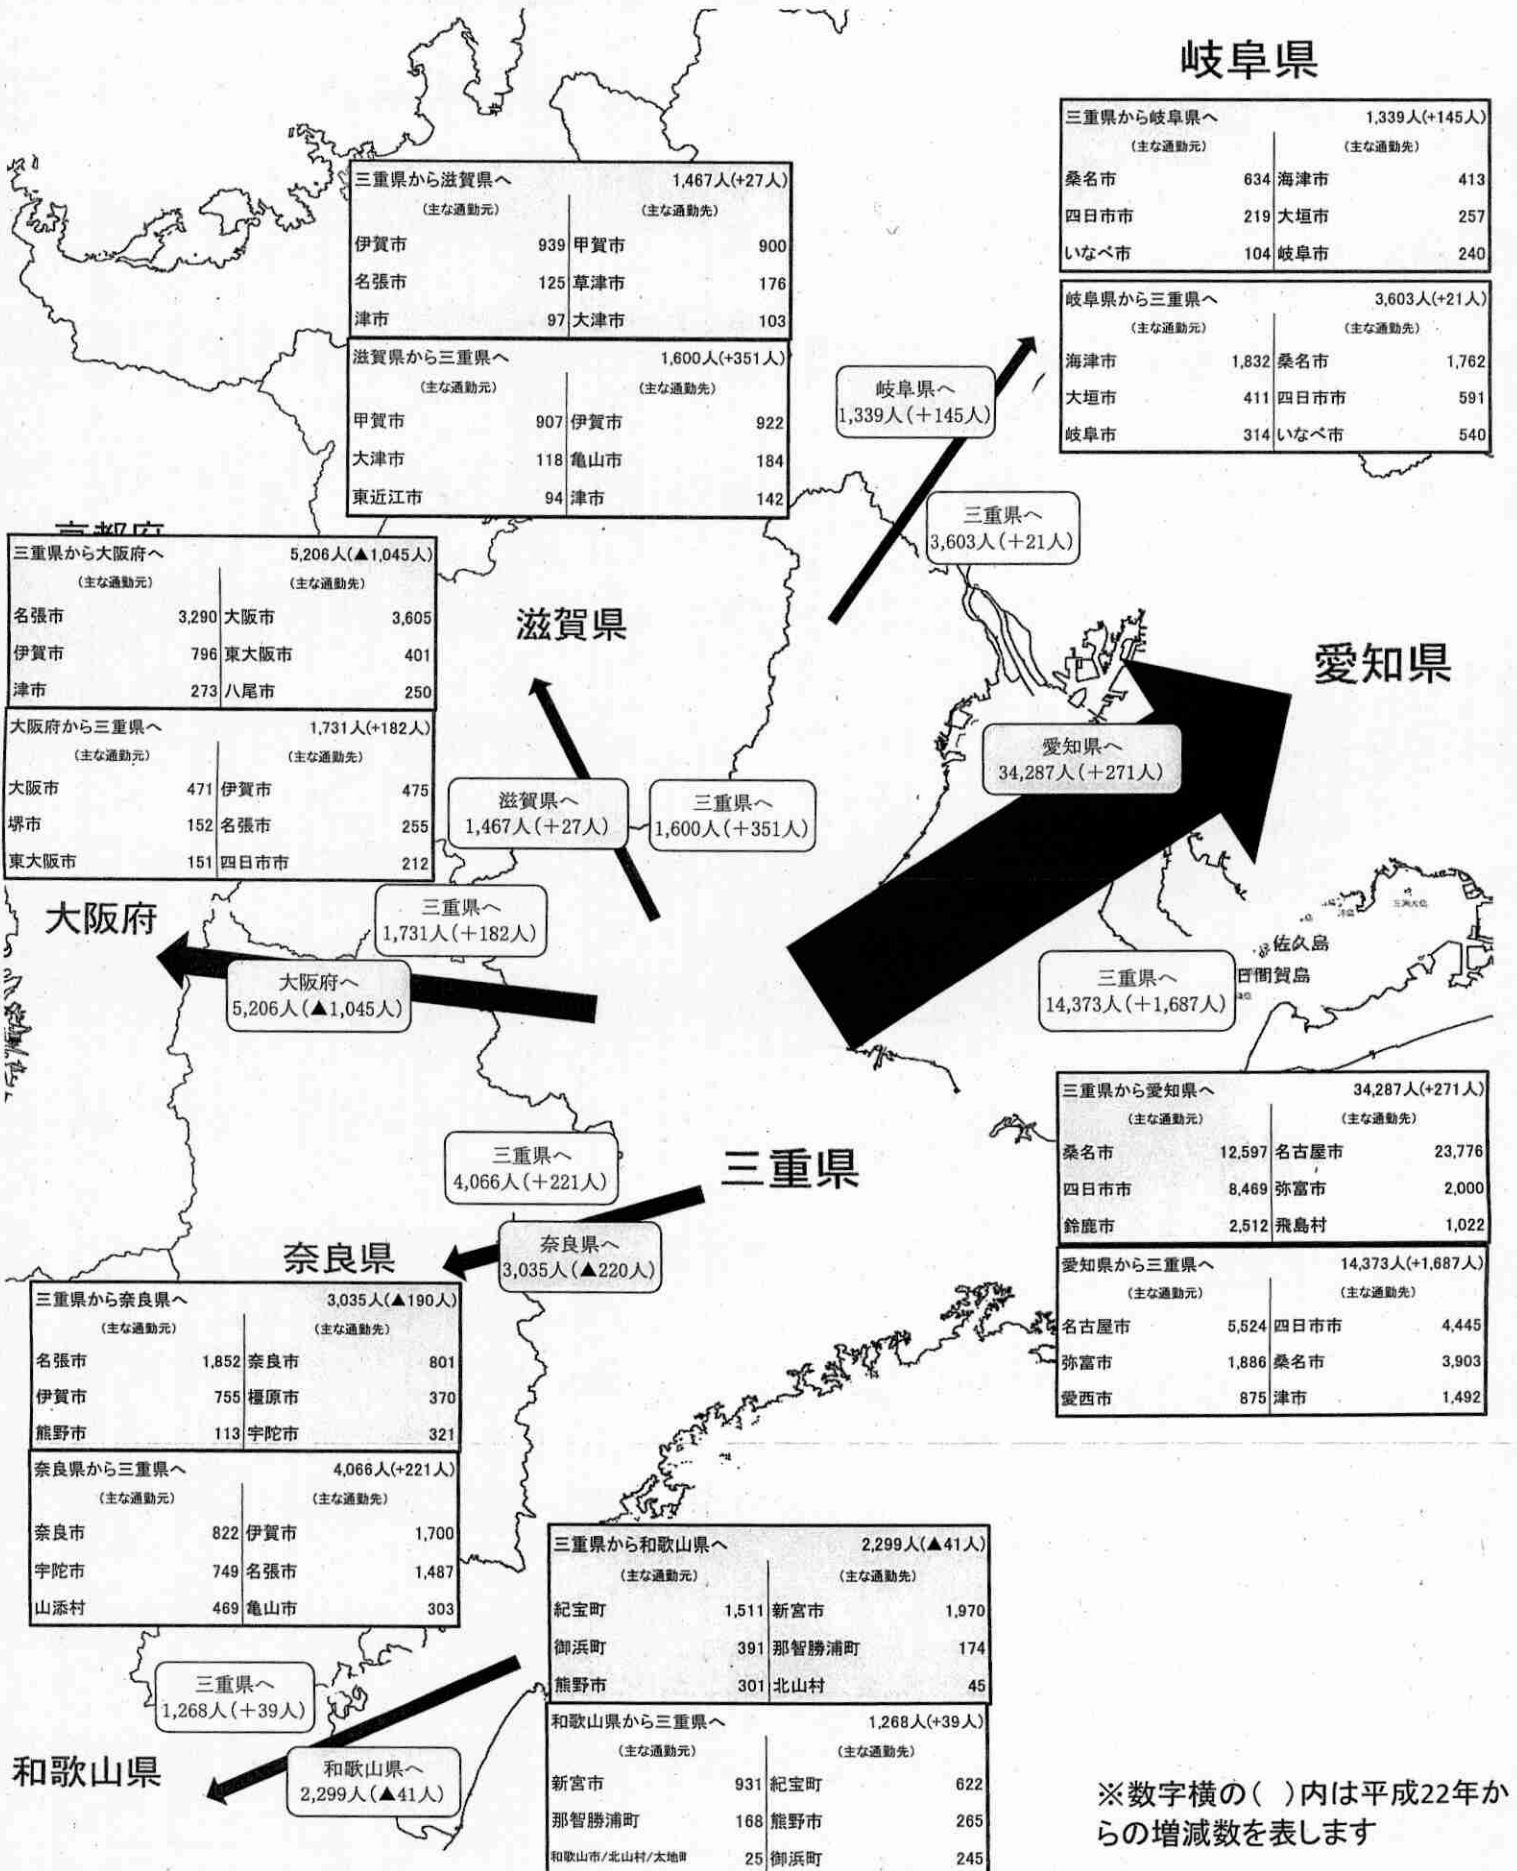 岐阜県
三重県から岐阜県へ 1,339人(+145人)
(主な通勤元) (主な通勤先)
桑名市 634 海津市 413
四日市市 219 大垣市 257
いなべ市 104 岐阜市 240
岐阜県から三重県へ 3,603人(+21人)
(主な通勤元) (主な通勤先)
海津市 1,832 桑名市 1,762
大垣市 411 四日市市 591
岐阜市 314 いなべ市 540
三重県から滋賀県へ 1,467人(+27人)
(主な通勤元) (主な通勤先)
伊賀市 939 甲賀市 900
名張市 125 草津市 176
津市 97 大津市 103
滋賀県から三重県へ 1,600人(+351人)
(主な通勤元) (主な通勤先)
甲賀市 907 伊賀市 922
大津市 118 亀山市 184
東近江市 94 津市 142
岐阜県へ
1,339人(+145人)
三重県へ
3,603人(+21人)
京都府
三重県から大阪府へ 5,206人(▲1,045人)
(主な通勤元) (主な通勤先)
名張市 3,290 大阪市 3,605
伊賀市 796 東大阪市 401
津市 273 八尾市 250
大阪府から三重県へ 1,731人(+182人)
(主な通勤元) (主な通勤先)
大阪市 471 伊賀市 475
堺市 152 名張市 255
東大阪市 151 四日市市 212
滋賀県
愛知県
愛知県へ
34,287人(+271人)
滋賀県へ
1,467人(+27人)
三重県へ
1,600人(+351人)
大阪府
三重県へ
1,731人(+182人)
大阪府へ
5,206人(▲1,045人)
佐久島
日間賀島
三重県へ
14,373人(+1,687人)
三重県から愛知県へ 34,287人(+271人)
(主な通勤元) (主な通勤先)
桑名市 12,597 名古屋市 23,776
四日市市 8,469 弥富市 2,000
鈴鹿市 2,512 飛島村 1,022
愛知県から三重県へ 14,373人(+1,687人)
(主な通勤元) (主な通勤先)
名古屋市 5,524 四日市市 4,445
弥富市 1,886 桑名市 3,903
愛西市 875 津市 1,492
三重県へ
4,066人(+221人)
三重県
奈良県へ
3,035人(▲220人)
奈良県
三重県から奈良県へ 3,035人(▲190人)
(主な通勤元) (主な通勤先)
名張市 1,852 奈良市 801
伊賀市 755 橿原市 370
熊野市 113 宇陀市 321
奈良県から三重県へ 4,066人(+221人)
(主な通勤元) (主な通勤先)
奈良市 822 伊賀市 1,700
宇陀市 749 名張市 1,487
山添村 469 亀山市 303
三重県から和歌山県へ 2,299人(▲41人)
(主な通勤元) (主な通勤先)
紀宝町 1,511 新宮市 1,970
御浜町 391 那智勝浦町 174
熊野市 301 北山村 45
和歌山県から三重県へ 1,268人(+39人)
(主な通勤元) (主な通勤先)
新宮市 931 紀宝町 622
那智勝浦町 168 熊野市 265
和歌山市/北山村/太地町 25 御浜町 245
三重県へ
1,268人(+39人)
和歌山県へ
2,299人(▲41人)
和歌山県
※数字横の( )内は平成22年か
らの増減数を表します